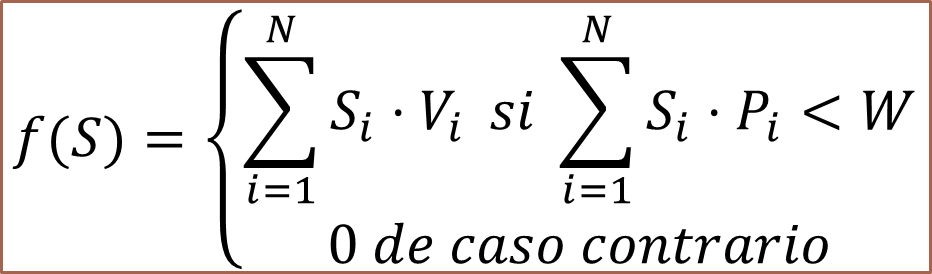 f(S) = { ∑_{i=1}^{N} S_i · V_i si ∑_{i=1}^{N} S_i · P_i < W
0 de caso contrario